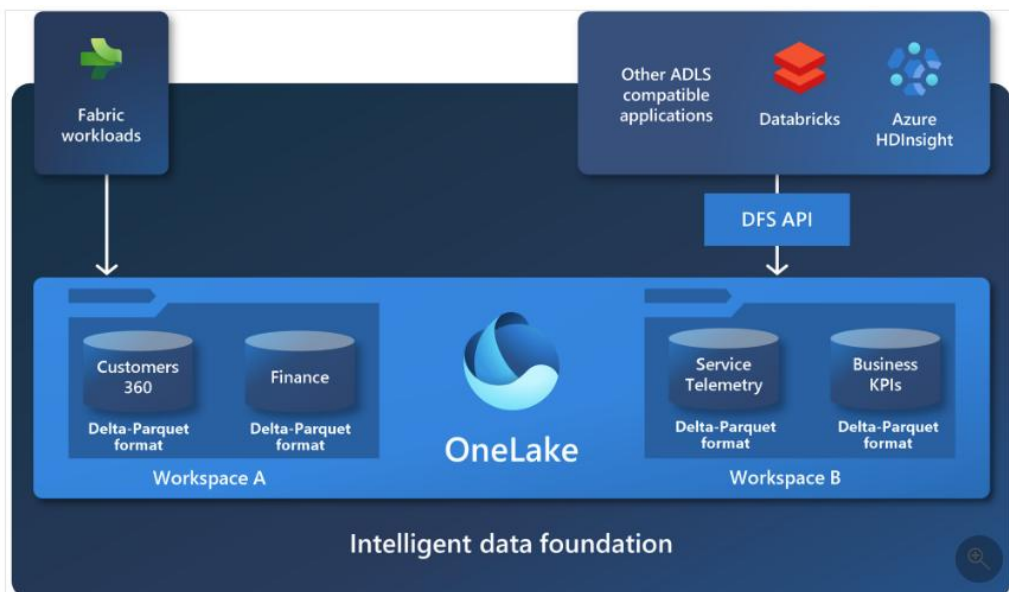 Fabric
workloads
Other ADLS
compatible
applications
Databricks
Azure
HDInsight
DFS API
Customers
360
Delta-Parquet
format
Finance
Delta-Parquet
format
Workspace A
OneLake
Service
Telemetry
Delta-Parquet
format
Business
KPIs
Delta-Parquet
format
Workspace B
Intelligent data foundation